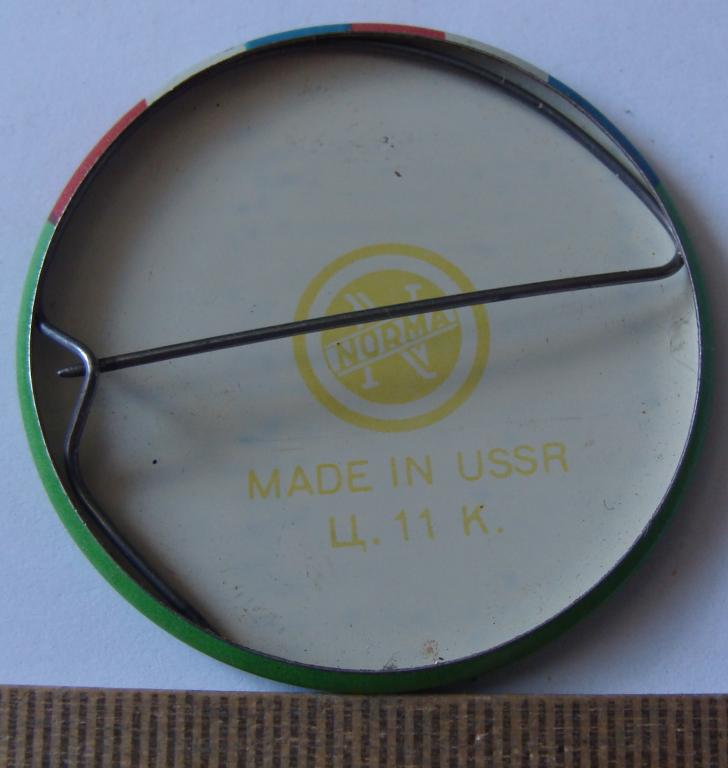 N
NORMA
MADE IN USSR
Ц. 11 К.